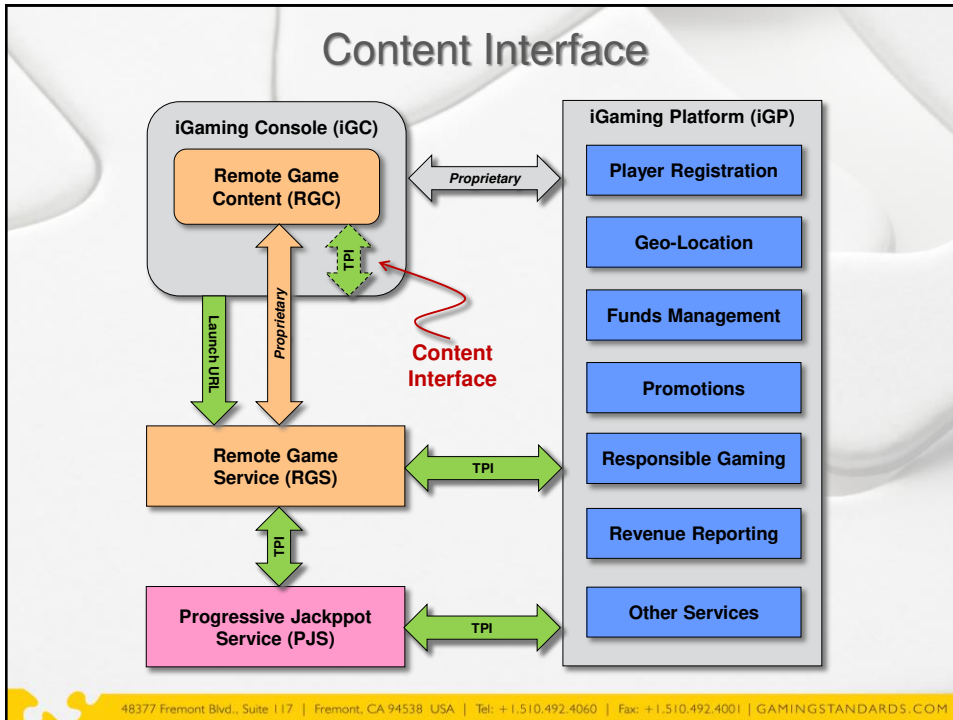 Content Interface
iGaming Console (iGC)
Remote Game
Content (RGC)
TPI
Proprietary
Launch URL
Proprietary
Content
Interface
Remote Game
Service (RGS)
TPI
TPI
Progressive Jackppot
Service (PJS)
TPI
iGaming Platform (iGP)
Player Registration
Geo-Location
Funds Management
Promotions
Responsible Gaming
Revenue Reporting
Other Services
48377 Fremont Blvd., Suite 117 | Fremont, CA 94538 USA | Tel: +1.510.492.4060 | Fax: +1.510.492.4001 | GAMINGSTANDARDS.COM